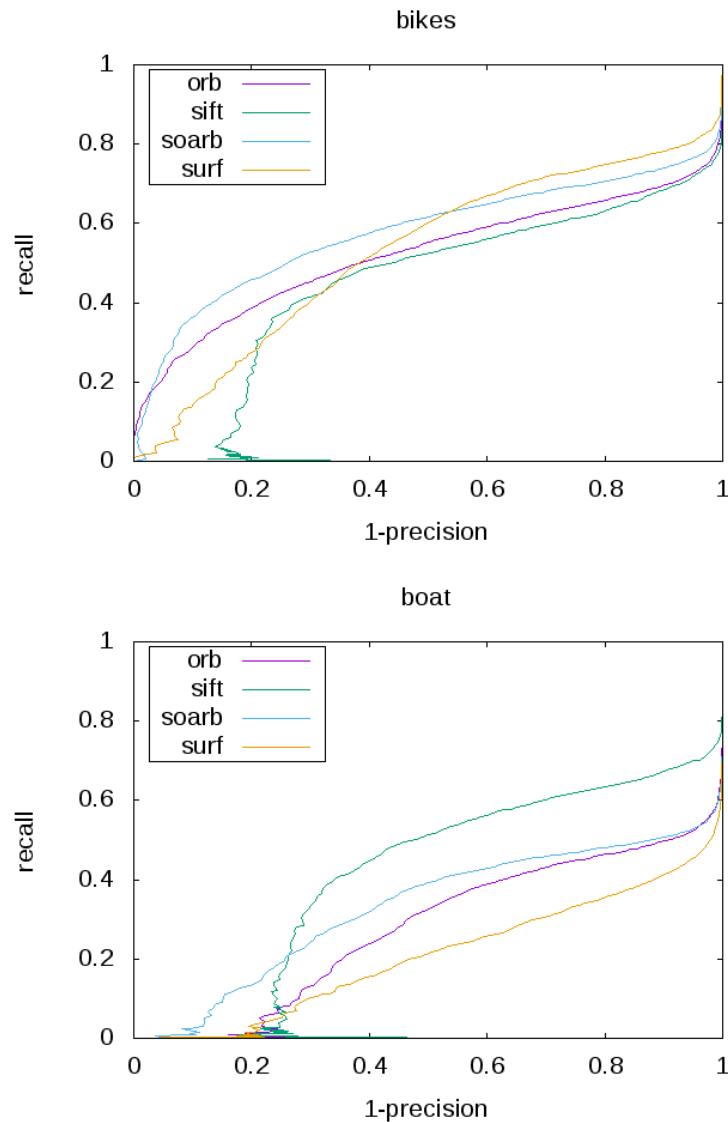 bikes
1
0.8
0.6
0.4
0.2
0
recall
orb
sift
soarb
surf
0 0.2 0.4 0.6 0.8 1
1-precision
boat
1
0.8
0.6
0.4
0.2
0
recall
orb
sift
soarb
surf
0 0.2 0.4 0.6 0.8 1
1-precision